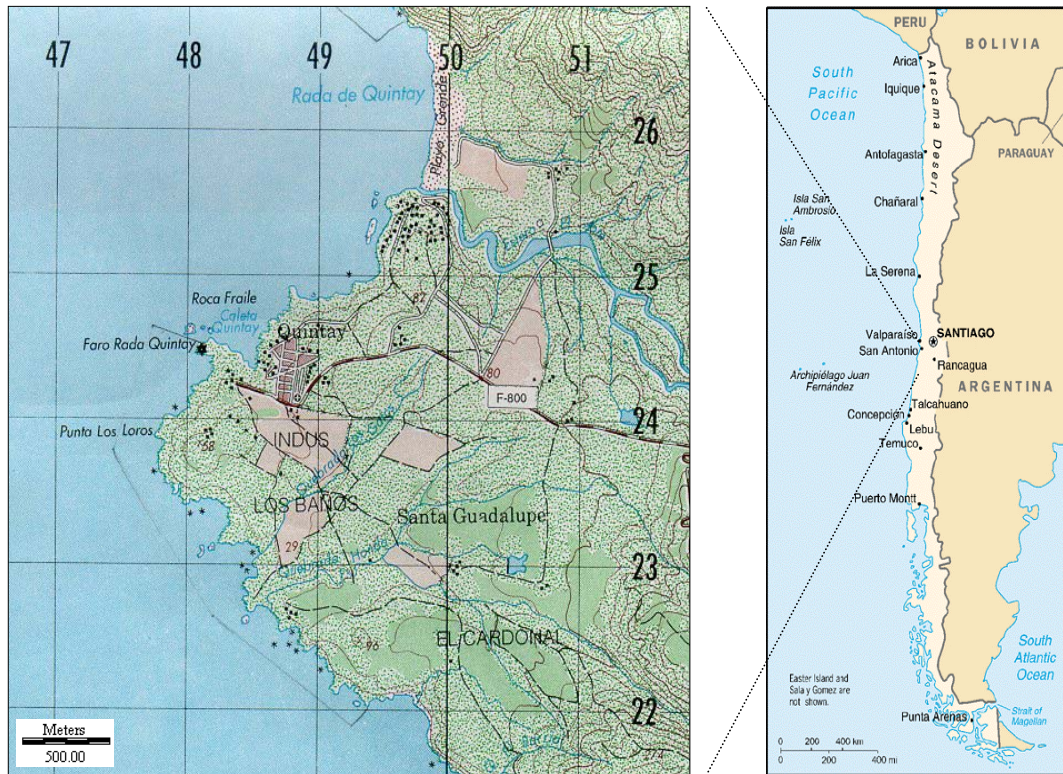 47
48
49
50
51
Rada de Quintay
Playa Grande
26
25
82
Roca Fraile
Caleta
Quintay
Quintay
Faro Rada Quintay
80
F-800
24
Punta Los Loros
58
INDUS
LOS BAÑOS
Santa Guadalupe
29
Quebrada Honda
23
EL CARDONAL
96
22
Meters
500.00
PERU
BOLIVIA
Arica
South
Pacific
Ocean
Iquique
Atacama Desert
PARAGUAY
Antofagasta
Isla San
Ambrosio
Chañaral
Isla
San Félix
La Serena
Valparaíso
SANTIAGO
San Antonio
Rancagua
Archipiélago Juan
Fernández
ARGENTINA
Talcahuano
Concepción
Lebu
Temuco
Puerto Montt
South
Atlantic
Ocean
Easter Island and
Sala y Gomez are
not shown.
Strait of
Magellan
Punta Arenas
0 200 400 km
0 200 400 mi